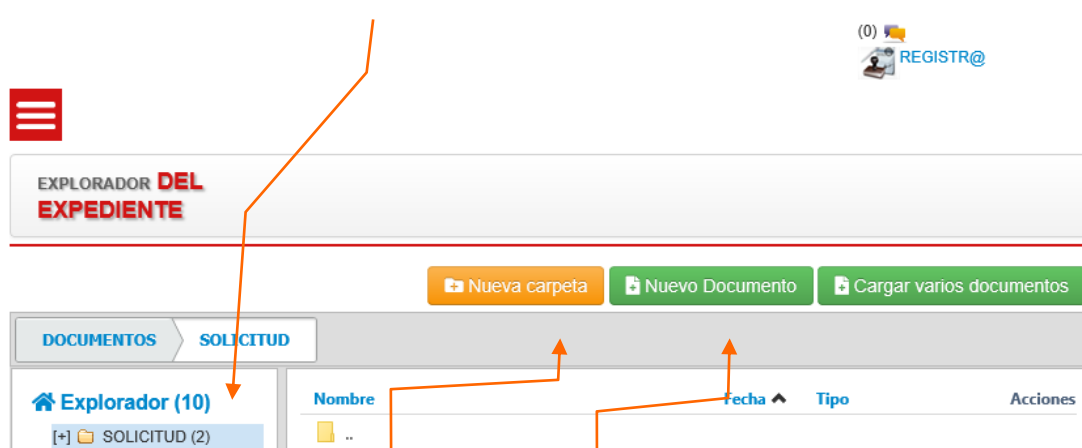 (0)
REGISTR@
EXPLORADOR DEL
EXPEDIENTE
Nueva carpeta
Nuevo Documento
Cargar varios documentos
DOCUMENTOS
SOLICITUD
Explorador (10)
Nombre
Fecha
Tipo
Acciones
[+] SOLICITUD (2)
..